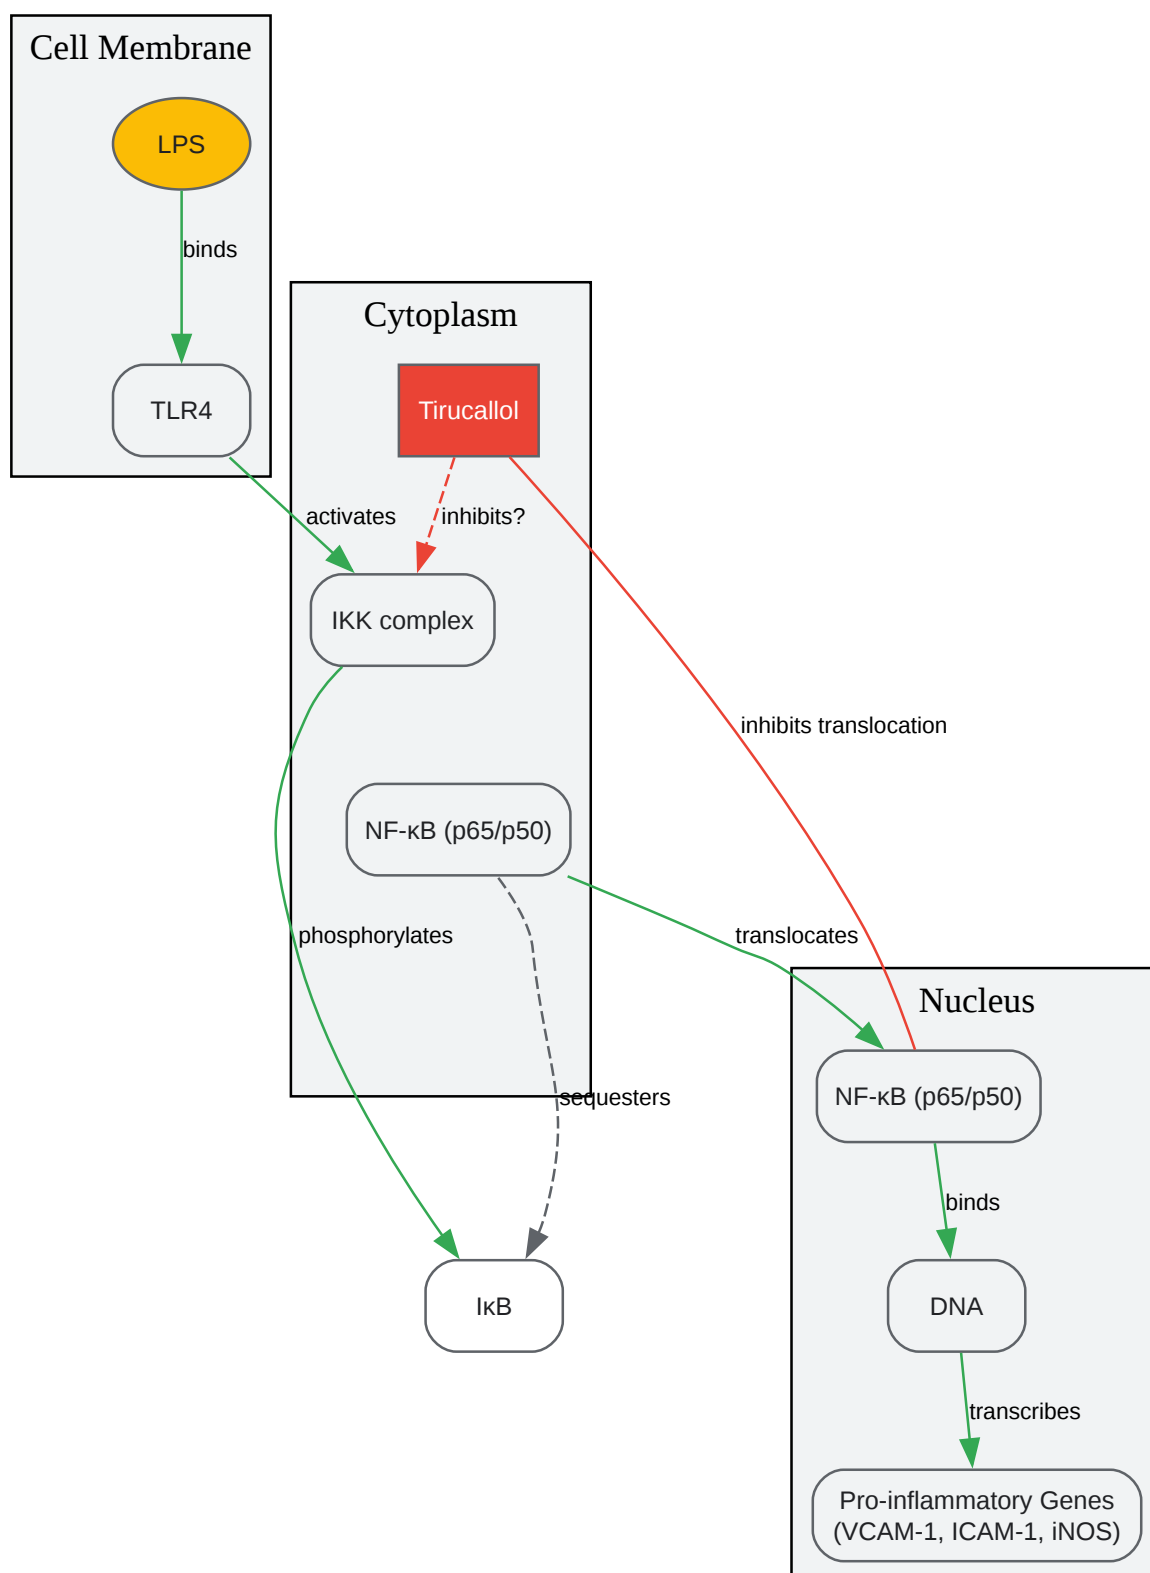 Cell Membrane
LPS
binds
Cytoplasm
TLR4
Tirucallol
activates
inhibits?
IKK complex
inhibits translocation
NF-κB (p65/p50)
phosphorylates
translocates
Nucleus
sequesters
NF-κB (p65/p50)
binds
IκB
DNA
transcribes
Pro-inflammatory Genes
(VCAM-1, ICAM-1, iNOS)